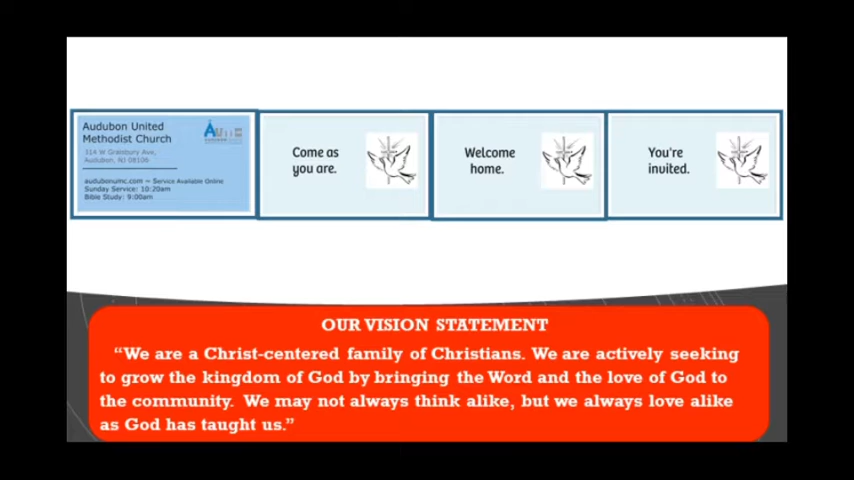 Audubon United
Methodist Church
314 W Graisbury Ave,
Audubon, NJ 08106
audubonumc.com – Service Available Online
Sunday Service: 10:20am
Bible Study: 9:00am
Come as
you are.
Welcome
home.
You're
invited.
OUR VISION STATEMENT
“We are a Christ-centered family of Christians. We are actively seeking
to grow the kingdom of God by bringing the Word and the love of God to
the community. We may not always think alike, but we always love alike
as God has taught us.”